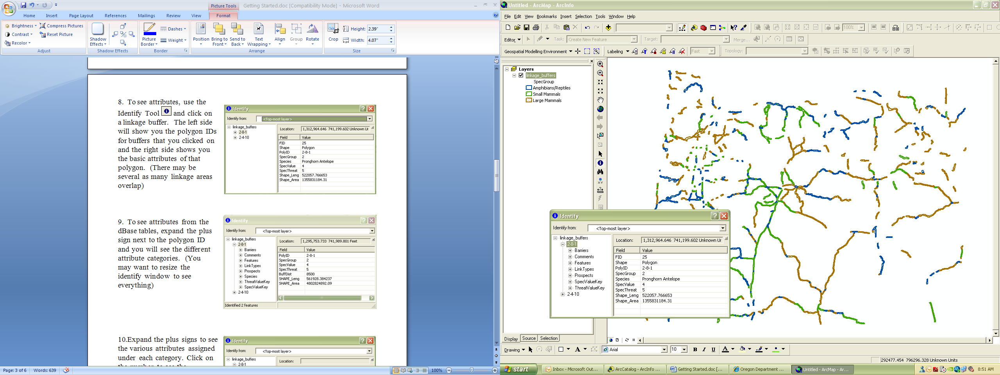 Picture Tools
Getting Started.doc [Compatibility Mode] - Microsoft Word
Home Insert Page Layout References Mailings Review View Format
Brightness Compress Pictures
Contrast Reset Picture
Recolor
Adjust
Shadow Effects
Shadow Effects
Picture Border
Dashes
Weight
Border
Position Bring to Front Send to Back Text Wrapping Align Group Rotate
Arrange
Crop
Height: 2.39"
Width: 4.07"
Size
8. To see attributes, use the
Identify Tool and click on
a linkage buffer. The left side
will show you the polygon IDs
for buffers that you clicked on
and the right side shows you
the basic attributes of that
polygon. (There may be
several as many linkage areas
overlap)
Identify
Identify from: <Top-most layer>
linkage_buffers
2-8-1
2-4-10
Location: 1,312,964.646 741,199.602 Unknown Ur
Field Value
FID 25
Shape Polygon
PolyID 2-8-1
SpecGroup 2
Species Pronghorn Antelope
SpecValue 4
SpecThreat 5
Shape_Leng 522057.766653
Shape_Area 1355831184.31
9. To see attributes from the
dBase tables, expand the plus
sign next to the polygon ID
and you will see the different
attribute categories. (You
may want to resize the
identify window to see
everything)
Identify
Identify from: <Top-most layer>
linkage_buffers
2-8-1
Barriers
Comments
Features
LinkTypes
Prospects
Species
ThreatValueKey
SpecValueKey
2-4-10
Location: 1,295,753.733 741,989.801 Feet
Field Value
PolyID 2-8-1
SpecGroup 2
SpecValue 4
SpecThreat 5
BuffDist 8500
SHAPE_Leng 561928.384237
SHAPE_Area 4802824892.09
Identified 2 features
10.Expand the plus signs to see
the various attributes assigned
under each category. Click on
the number to see the
Identify
Identify from: <Top-most layer>
linkage_buffers
2-8-1
Location:
Page: 3 of 6 Words: 639 100%
Untitled - ArcMap - ArcInfo
File Edit View Bookmarks Insert Selection Tools Window Help
100%
Editor Task: Create New Feature Target: Merge...
Geospatial Modelling Environment Labeling Fast Topology:
Layers
linkage_buffers
SpecGroup
Amphibians/Reptiles
Small Mammals
Large Mammals
XY
Identify
Identify from: <Top-most layer>
linkage_buffers
2-8-1
Barriers
Comments
Features
LinkTypes
Prospects
SpecValueKey
ThreatValueKey
2-4-10
Location: 1,312,964.646 741,199.602 Unknown Ur
Field Value
FID 25
Shape Polygon
PolyID 2-8-1
SpecGroup 2
Species Pronghorn Antelope
SpecValue 4
SpecThreat 5
Shape_Leng 522057.766653
Shape_Area 1355831184.31
Display Source Selection
Drawing A Arial 10 B I U A
292477.454 796296.328 Unknown Units
start Inbox - Microsoft Out... ArcCatalog - ArcInfo ... Getting Started.doc [... Oregon Department ... Untitled - ArcMap - Ar... 8:51 AM